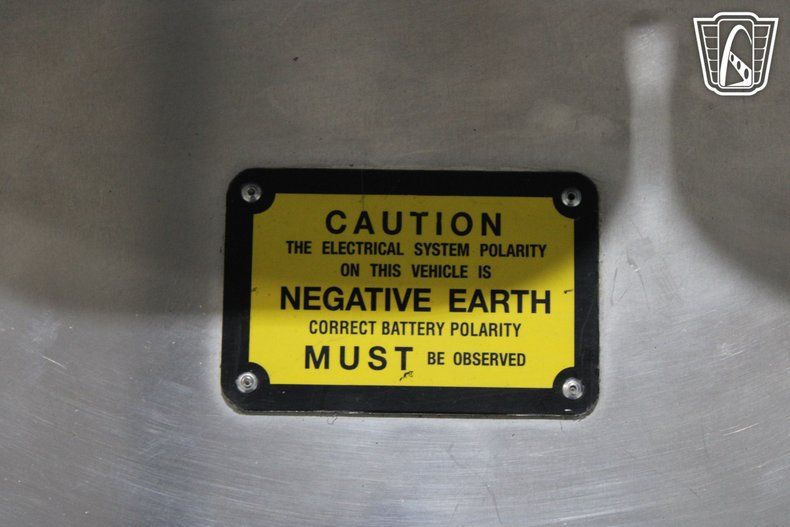 CAUTION
THE ELECTRICAL SYSTEM POLARITY
ON THIS VEHICLE IS
NEGATIVE EARTH
CORRECT BATTERY POLARITY
MUST BE OBSERVED